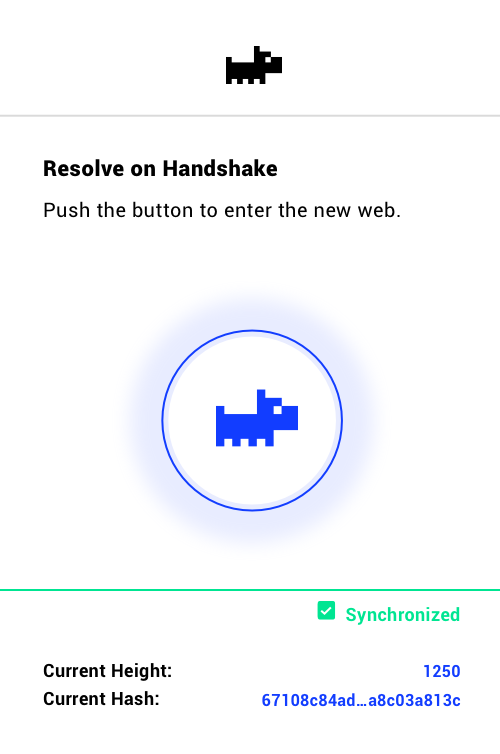 Resolve on Handshake
Push the button to enter the new web.
Synchronized
Current Height: 1250
Current Hash: 67108c84ad...a8c03a813c